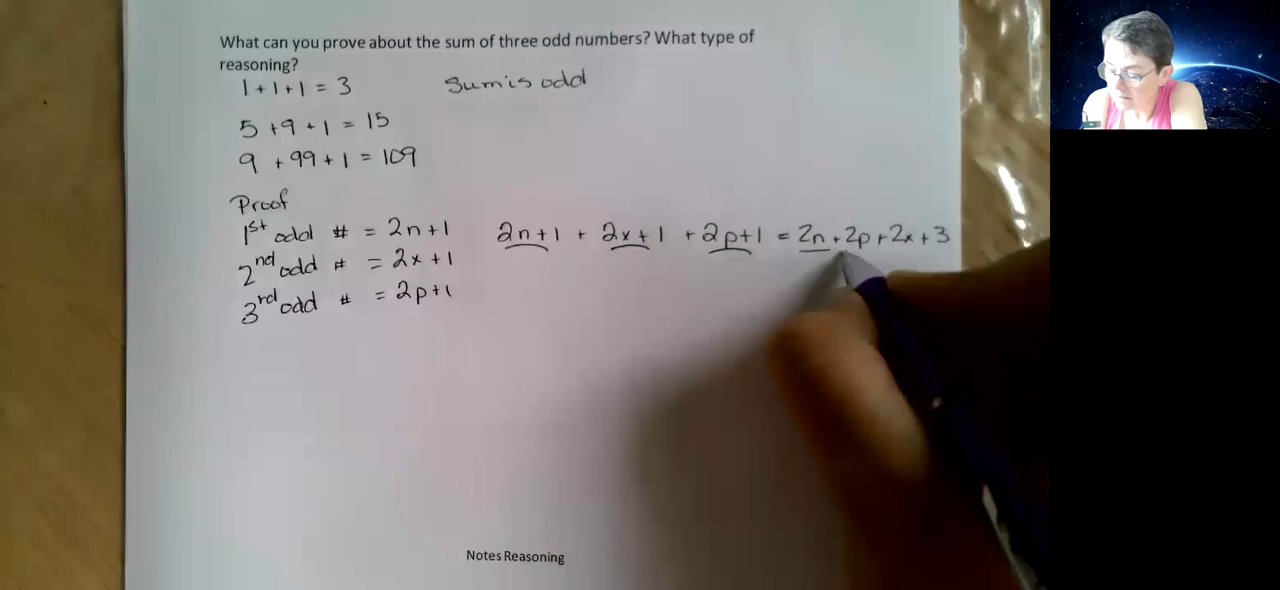 What can you prove about the sum of three odd numbers? What type of
reasoning?
1 + 1 + 1 = 3
Sum is odd
5 + 9 + 1 = 15
9 + 99 + 1 = 109
Proof
1st odd # = 2n+1
2n+1 + 2x+1 + 2p+1 = 2n+2p+2x+3
2nd odd # = 2x+1
3rd odd # = 2p+1
Notes Reasoning